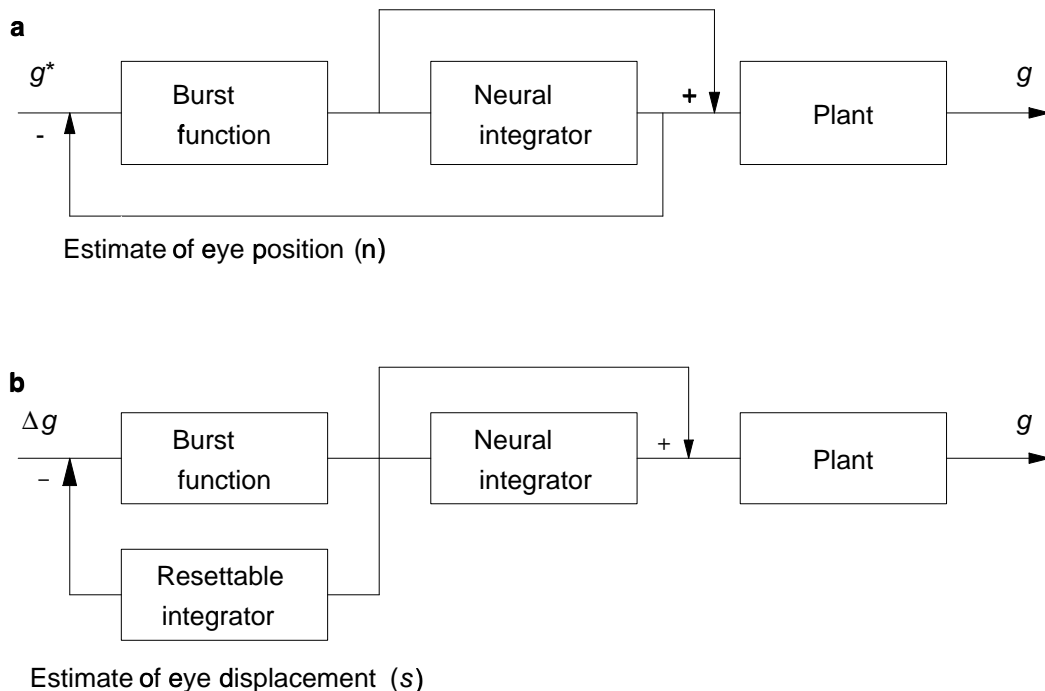 a
g*
Burst
function
Neural
integrator
+
Plant
g
-
Estimate of eye position (n)
b
Δg
Burst
function
Neural
integrator
+
Plant
g
−
Resettable
integrator
Estimate of eye displacement (s)